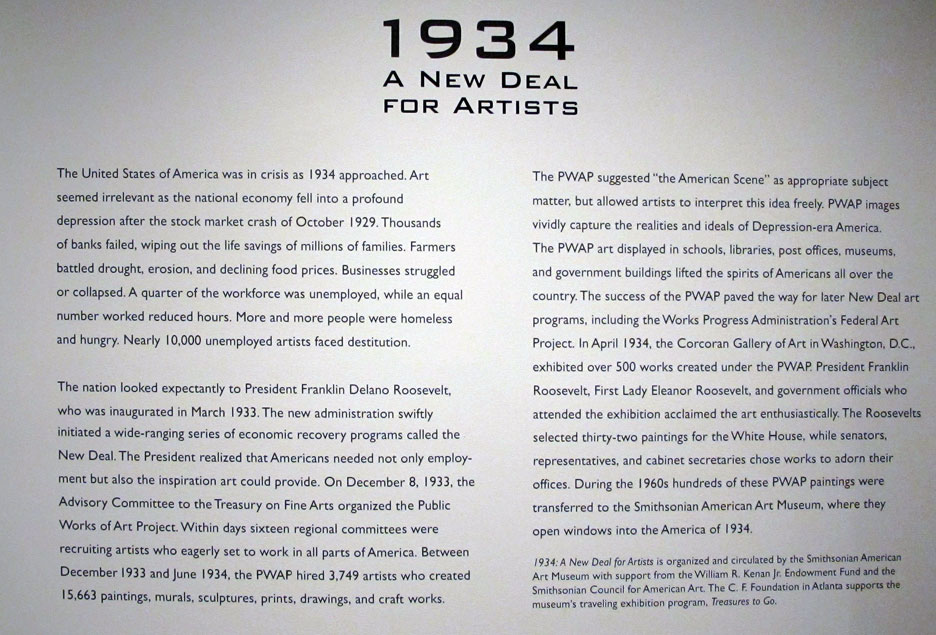 1934
A NEW DEAL
FOR ARTISTS
The United States of America was in crisis as 1934 approached. Art
seemed irrelevant as the national economy fell into a profound
depression after the stock market crash of October 1929. Thousands
of banks failed, wiping out the life savings of millions of families. Farmers
battled drought, erosion, and declining food prices. Businesses struggled
or collapsed. A quarter of the workforce was unemployed, while an equal
number worked reduced hours. More and more people were homeless
and hungry. Nearly 10,000 unemployed artists faced destitution.
The nation looked expectantly to President Franklin Delano Roosevelt,
who was inaugurated in March 1933. The new administration swiftly
initiated a wide-ranging series of economic recovery programs called the
New Deal. The President realized that Americans needed not only employ-
ment but also the inspiration art could provide. On December 8, 1933, the
Advisory Committee to the Treasury on Fine Arts organized the Public
Works of Art Project. Within days sixteen regional committees were
recruiting artists who eagerly set to work in all parts of America. Between
December 1933 and June 1934, the PWAP hired 3,749 artists who created
15,663 paintings, murals, sculptures, prints, drawings, and craft works.
The PWAP suggested "the American Scene" as appropriate subject
matter, but allowed artists to interpret this idea freely. PWAP images
vividly capture the realities and ideals of Depression-era America.
The PWAP art displayed in schools, libraries, post offices, museums,
and government buildings lifted the spirits of Americans all over the
country. The success of the PWAP paved the way for later New Deal art
programs, including the Works Progress Administration's Federal Art
Project. In April 1934, the Corcoran Gallery of Art in Washington, D.C.,
exhibited over 500 works created under the PWAP. President Franklin
Roosevelt, First Lady Eleanor Roosevelt, and government officials who
attended the exhibition acclaimed the art enthusiastically. The Roosevelts
selected thirty-two paintings for the White House, while senators,
representatives, and cabinet secretaries chose works to adorn their
offices. During the 1960s hundreds of these PWAP paintings were
transferred to the Smithsonian American Art Museum, where they
open windows into the America of 1934.
1934: A New Deal for Artists is organized and circulated by the Smithsonian American
Art Museum with support from the William R. Kenan Jr. Endowment Fund and the
Smithsonian Council for American Art. The C. F. Foundation in Atlanta supports the
museum's traveling exhibition program, Treasures to Go.